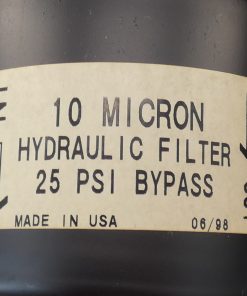 10 MICRON
HYDRAULIC FILTER
25 PSI BYPASS
MADE IN USA 06/98